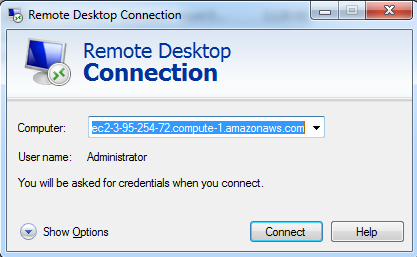 Remote Desktop Connection
Remote Desktop
Connection
Computer: ec2-3-95-254-72.compute-1.amazonaws.com
User name: Administrator
You will be asked for credentials when you connect.
Show Options Connect Help